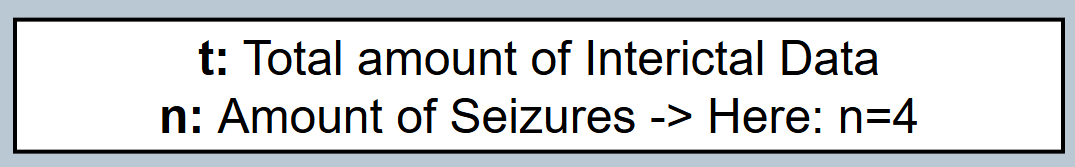 t: Total amount of Interictal Data
n: Amount of Seizures -> Here: n=4